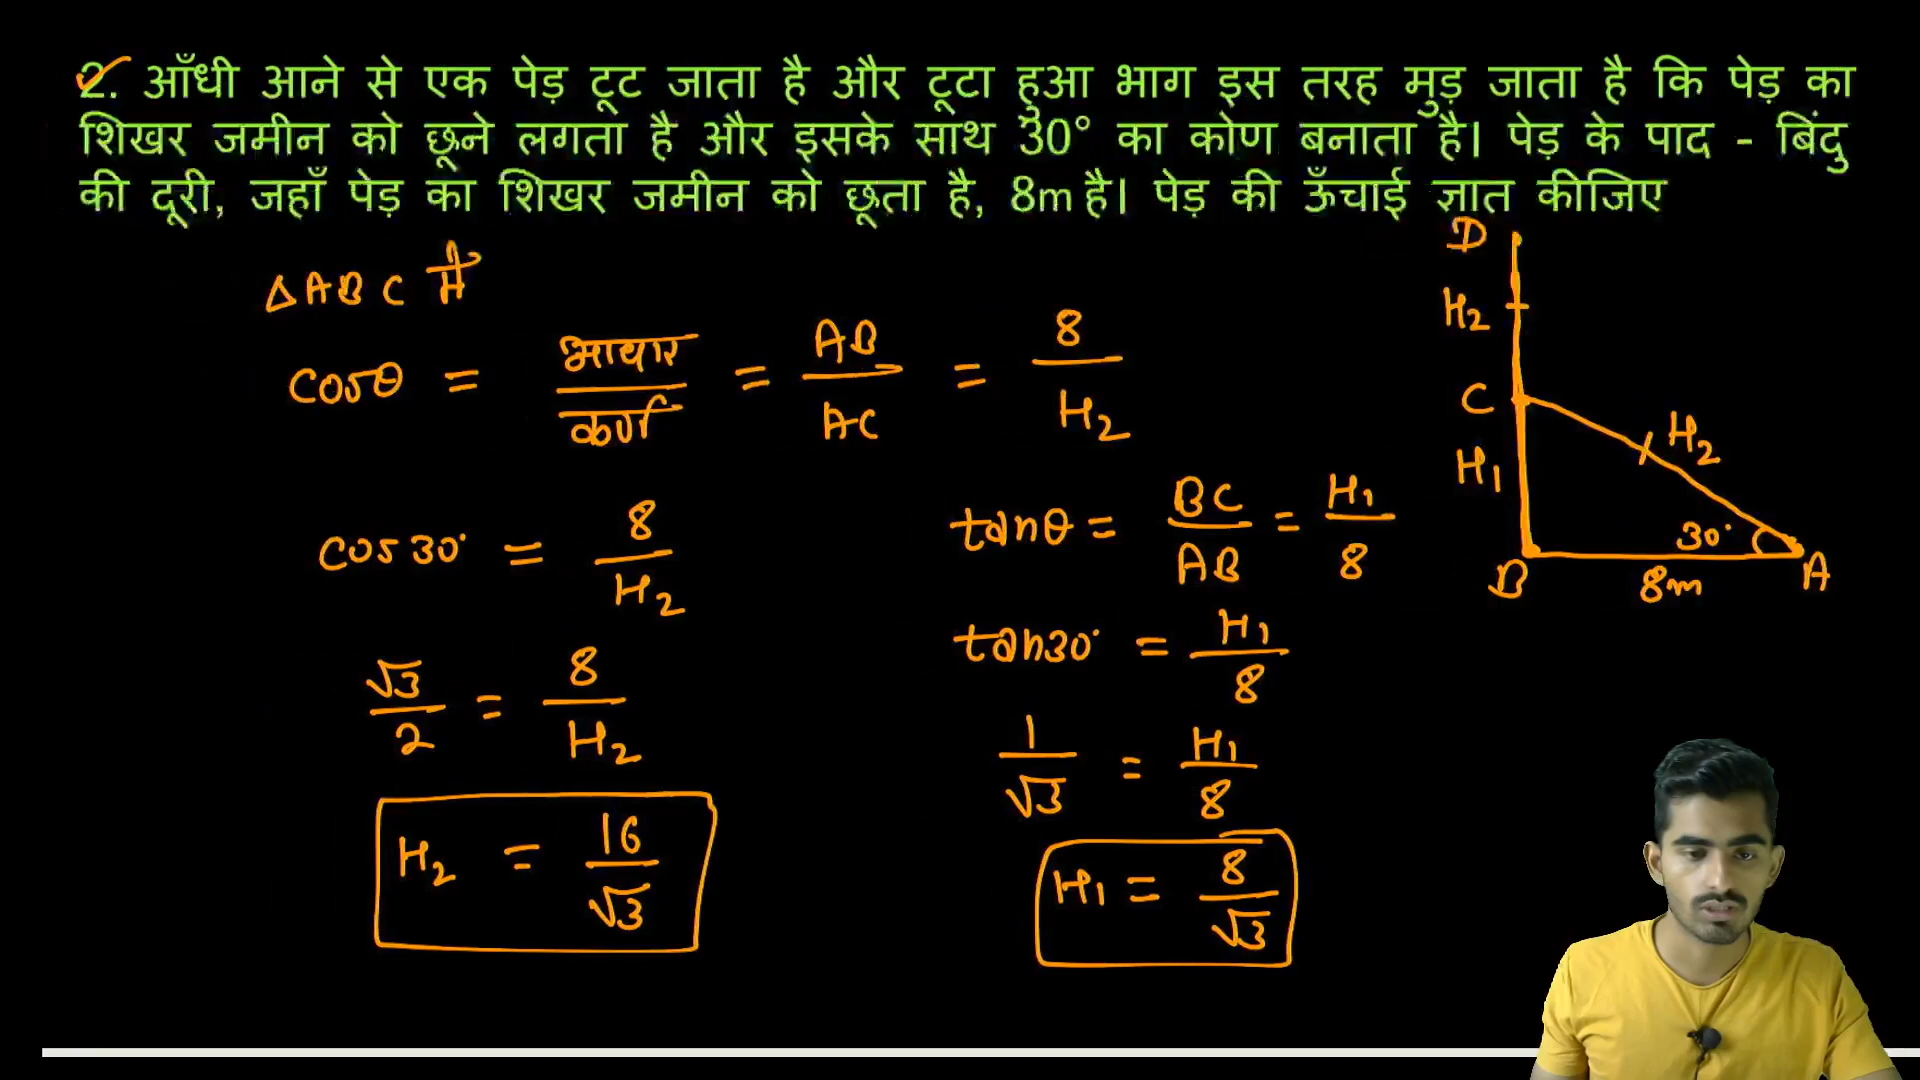 2. आँधी आने से एक पेड़ टूट जाता है और टूटा हुआ भाग इस तरह मुड़ जाता है कि पेड़ का
शिखर जमीन को छूने लगता है और इसके साथ 30° का कोण बनाता है। पेड़ के पाद - बिंदु
की दूरी, जहाँ पेड़ का शिखर जमीन को छूता है, 8m है। पेड़ की ऊँचाई ज्ञात कीजिए
△ABC में
cosθ = आधार/कर्ण = AB/AC = 8/H₂
cos30° = 8/H₂
√3/2 = 8/H₂
H₂ = 16/√3
tanθ = BC/AB = H₁/8
tan30° = H₁/8
1/√3 = H₁/8
H₁ = 8/√3
D
H₂
C
H₂
H₁
30°
B
8m
A